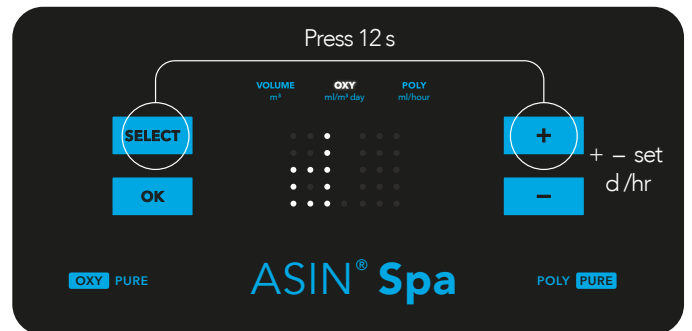 Press 12 s
VOLUME OXY POLY
m³ ml/m³ day ml/hour
SELECT +
+ – set
d/hr
OK –
OXY PURE ASIN® Spa POLY PURE